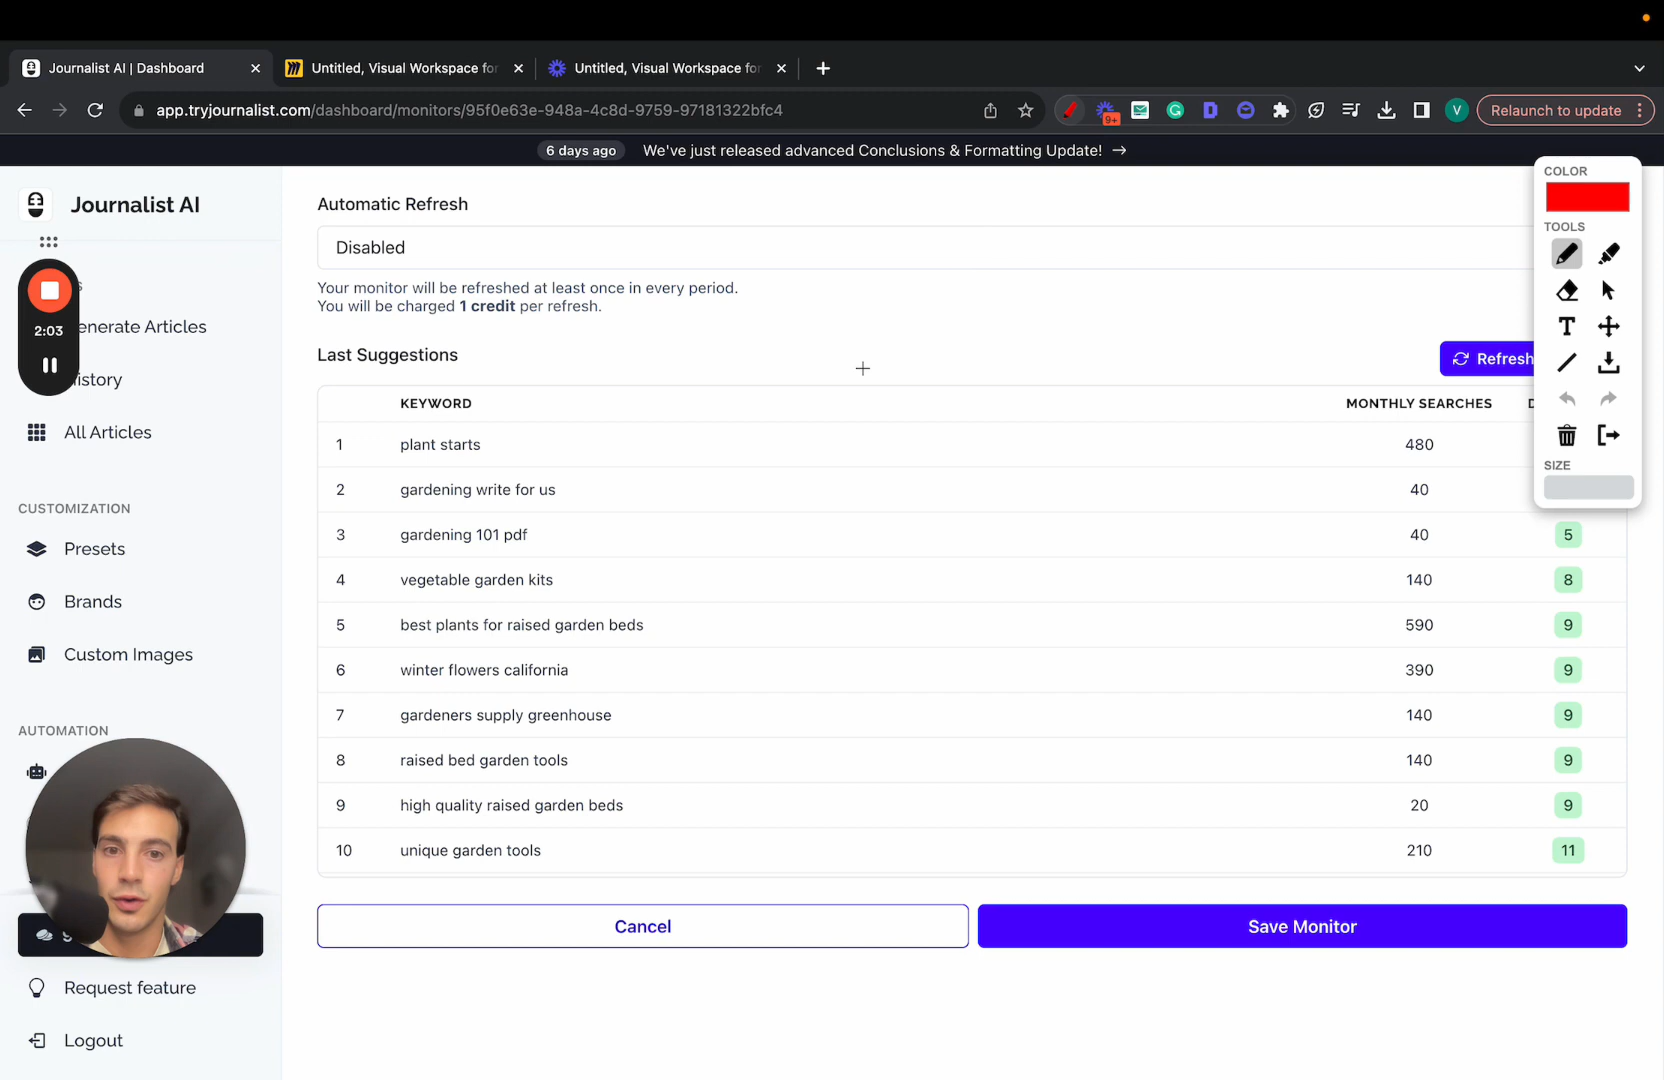 Journalist AI | Dashboard
Untitled, Visual Workspace for
Untitled, Visual Workspace for
app.tryjournalist.com/dashboard/monitors/95f0e63e-948a-4c8d-9759-97181322bfc4
9+
V
Relaunch to update
6 days ago
We've just released advanced Conclusions & Formatting Update! →
Journalist AI
2:03
enerate Articles
istory
All Articles
CUSTOMIZATION
Presets
Brands
Custom Images
AUTOMATION
Request feature
Logout
Automatic Refresh
Disabled
Your monitor will be refreshed at least once in every period.
You will be charged 1 credit per refresh.
Last Suggestions
Refresh
KEYWORD MONTHLY SEARCHES D
1 plant starts 480
2 gardening write for us 40
3 gardening 101 pdf 40 5
4 vegetable garden kits 140 8
5 best plants for raised garden beds 590 9
6 winter flowers california 390 9
7 gardeners supply greenhouse 140 9
8 raised bed garden tools 140 9
9 high quality raised garden beds 20 9
10 unique garden tools 210 11
Cancel
Save Monitor
COLOR
TOOLS
T
SIZE